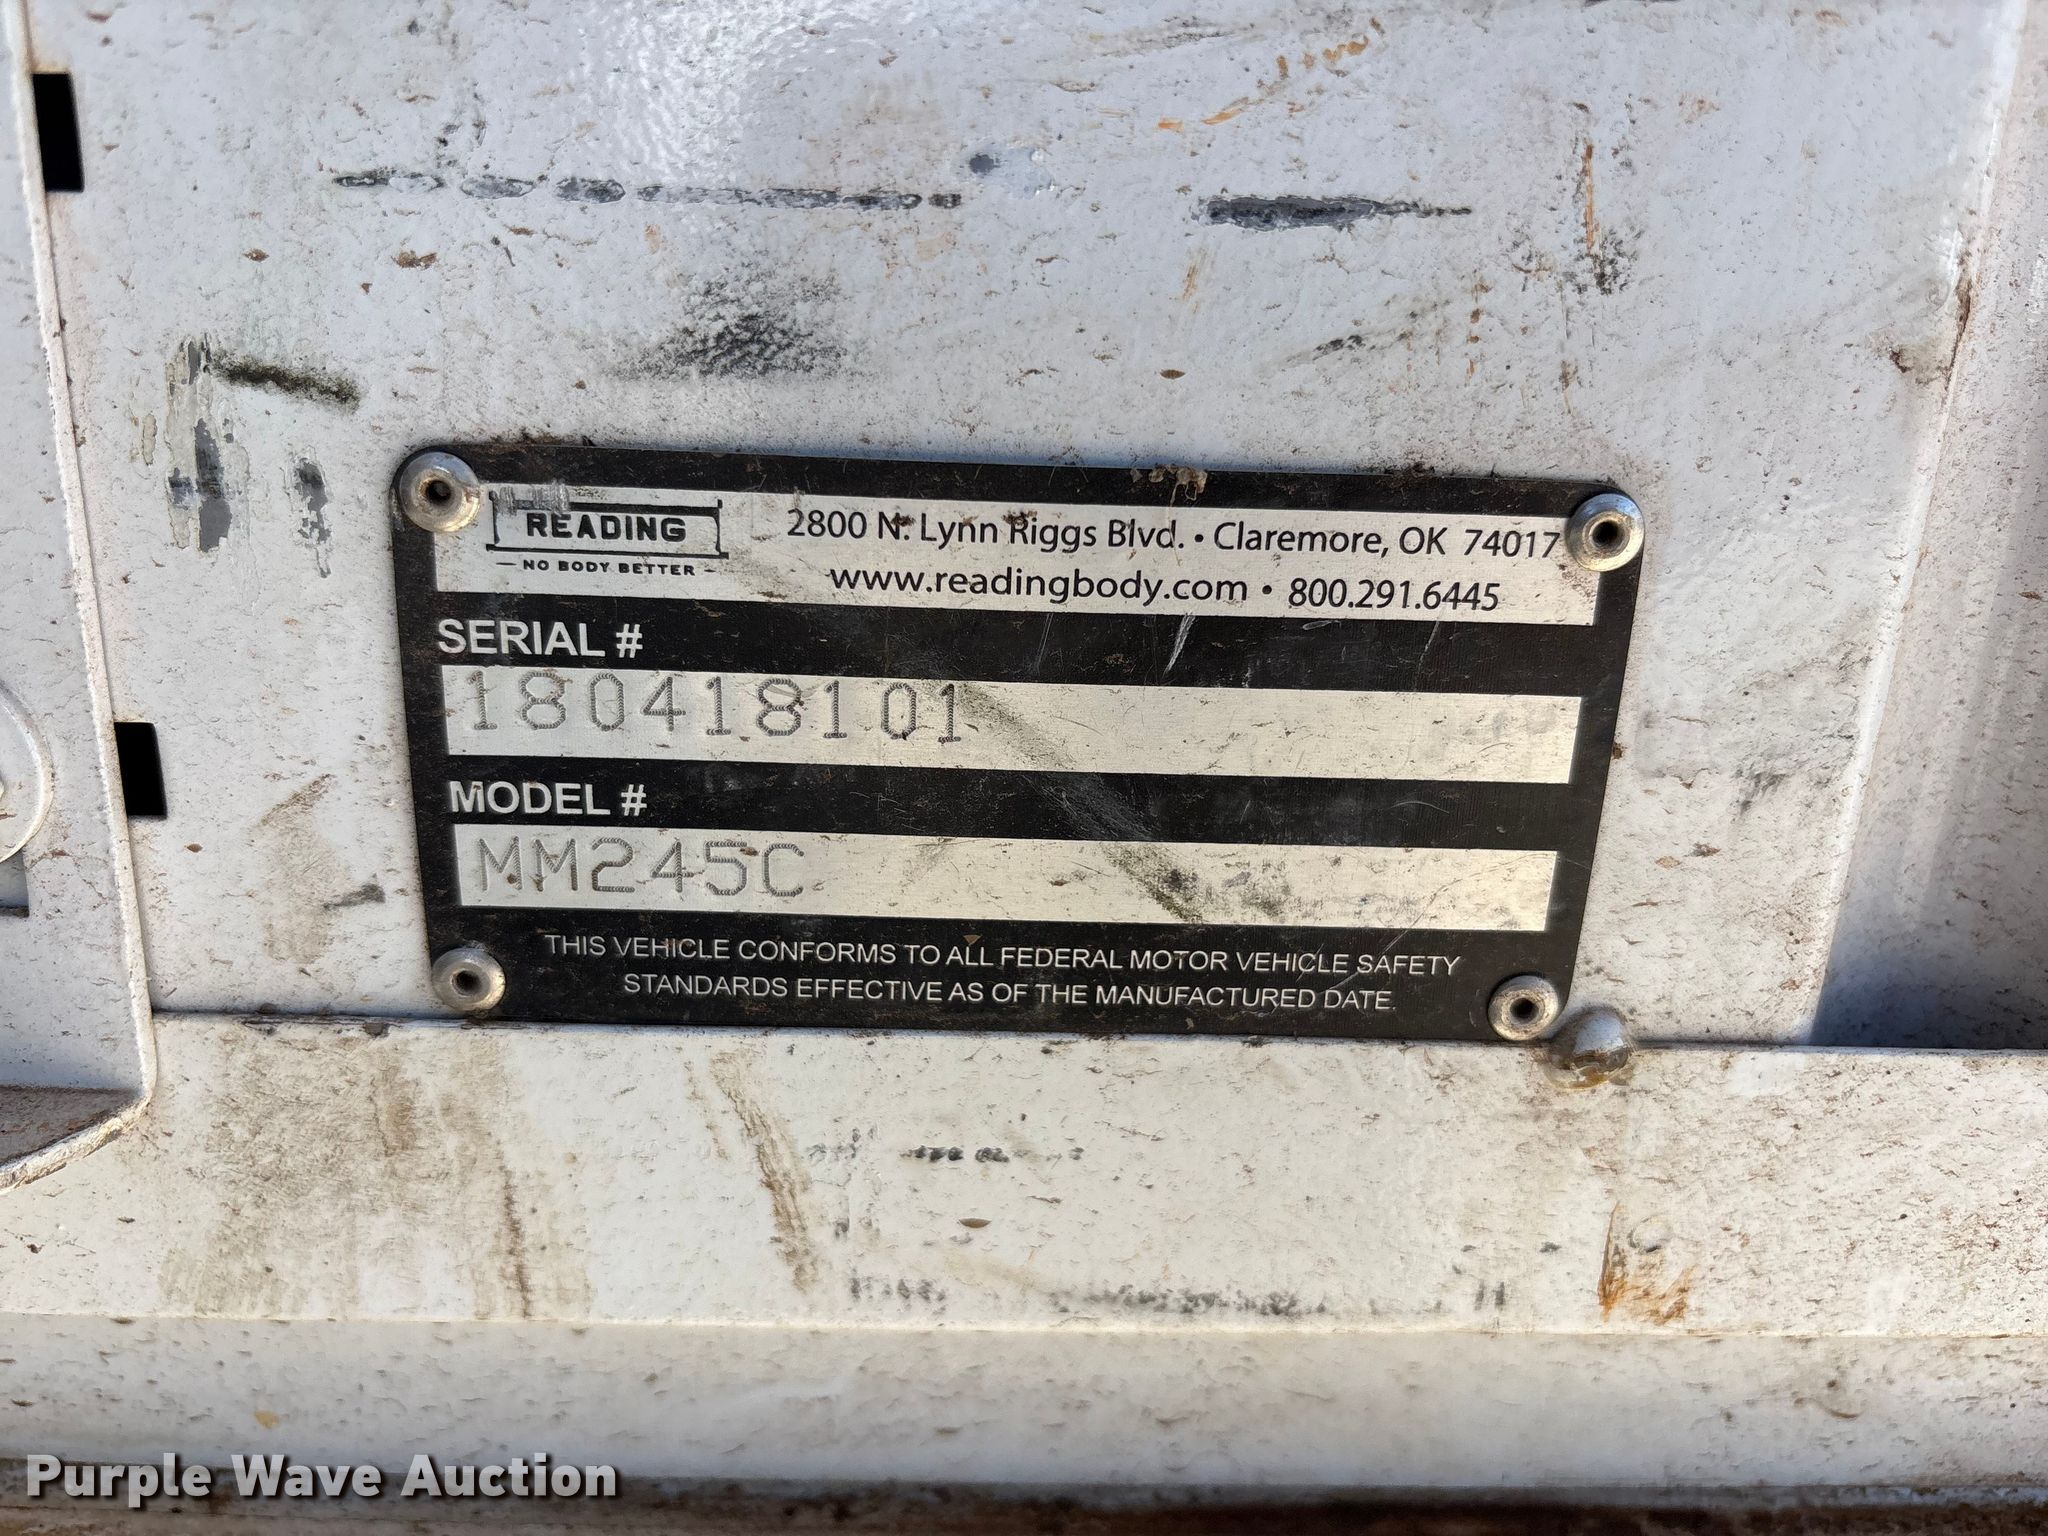 READING
– NO BODY BETTER –
2800 N. Lynn Riggs Blvd. • Claremore, OK 74017
www.readingbody.com • 800.291.6445
SERIAL #
180418101
MODEL #
MM245C
THIS VEHICLE CONFORMS TO ALL FEDERAL MOTOR VEHICLE SAFETY
STANDARDS EFFECTIVE AS OF THE MANUFACTURED DATE.
Purple Wave Auction